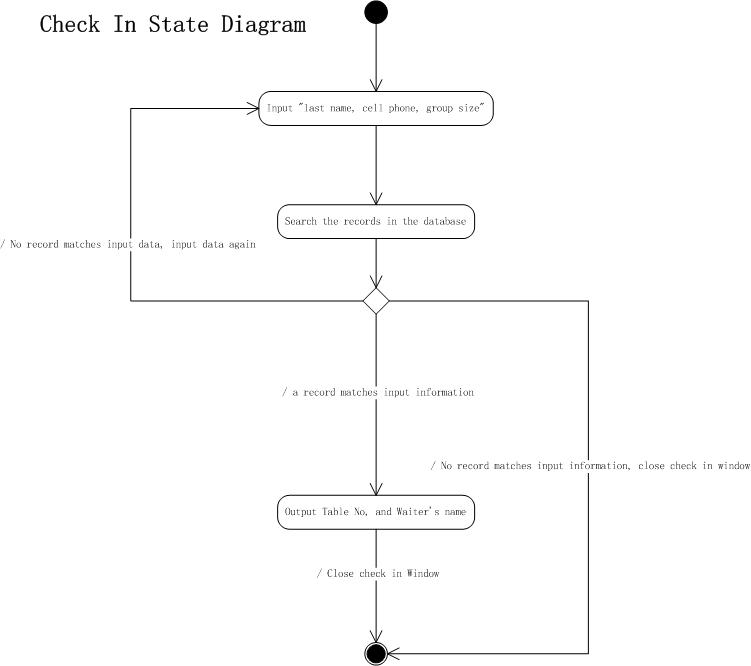 Check In State Diagram
Input "last name, cell phone, group size"
Search the records in the database
/ No record matches input data, input data again
/ a record matches input information
/ No record matches input information, close check in window
Output Table No, and Waiter's name
/ Close check in Window